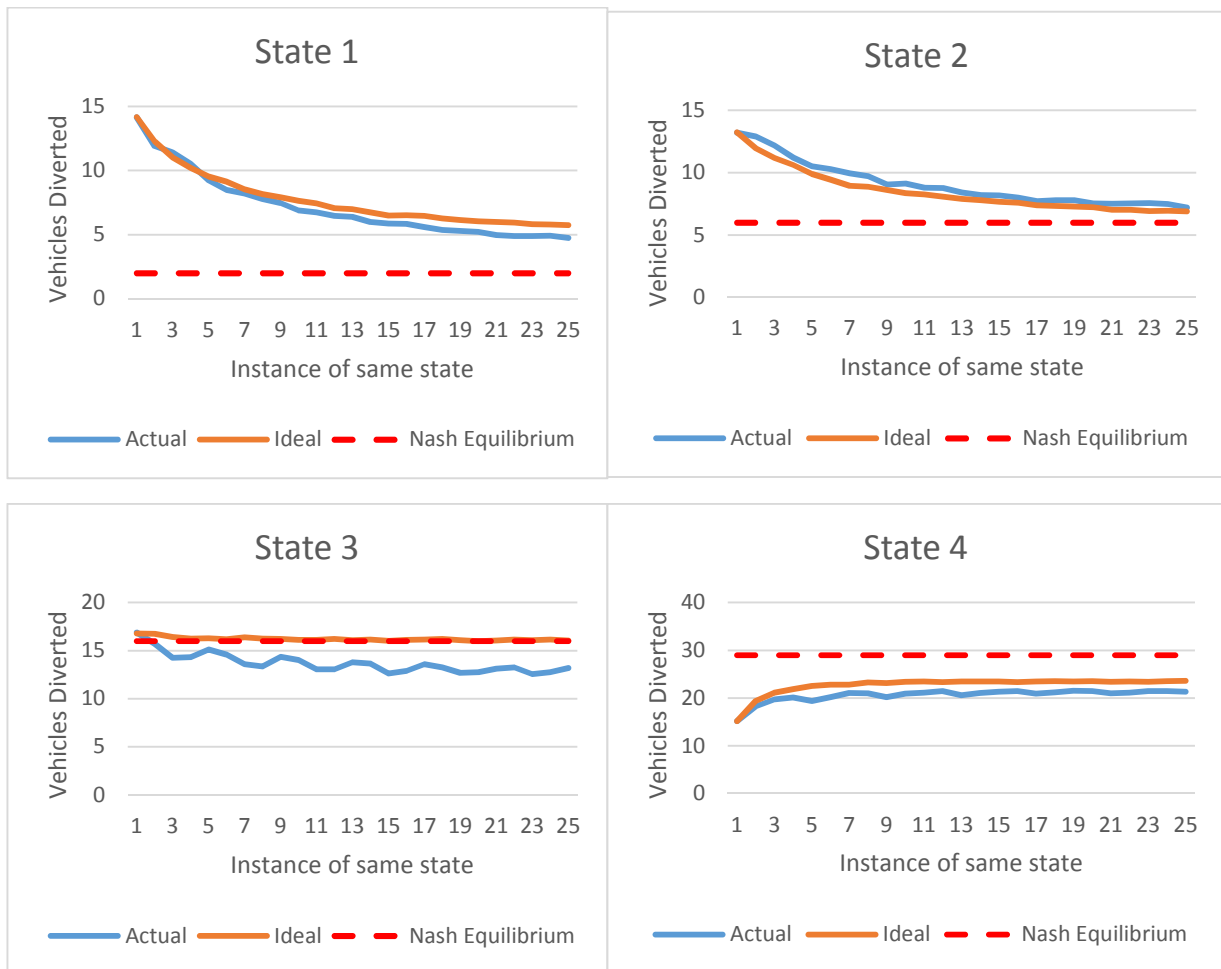 State 1
Vehicles Diverted
15
10
5
0
1 3 5 7 9 11 13 15 17 19 21 23 25
Instance of same state
Actual Ideal Nash Equilibrium
State 2
Vehicles Diverted
15
10
5
0
1 3 5 7 9 11 13 15 17 19 21 23 25
Instance of same state
Actual Ideal Nash Equilibrium
State 3
Vehicles Diverted
20
15
10
5
0
1 3 5 7 9 11 13 15 17 19 21 23 25
Instance of same state
Actual Ideal Nash Equilibrium
State 4
Vehicles Diverted
40
30
20
10
0
1 3 5 7 9 11 13 15 17 19 21 23 25
Instance of same state
Actual Ideal Nash Equilibrium